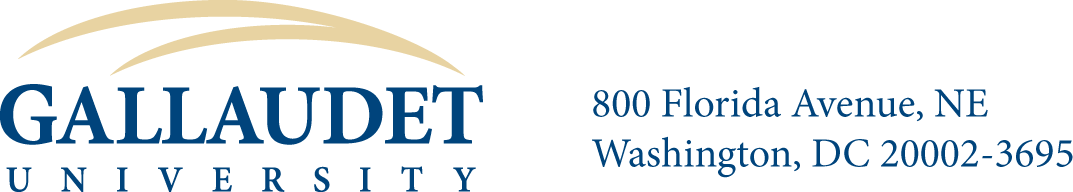 GALLAUDET
UNIVERSITY
800 Florida Avenue, NE
Washington, DC 20002-3695